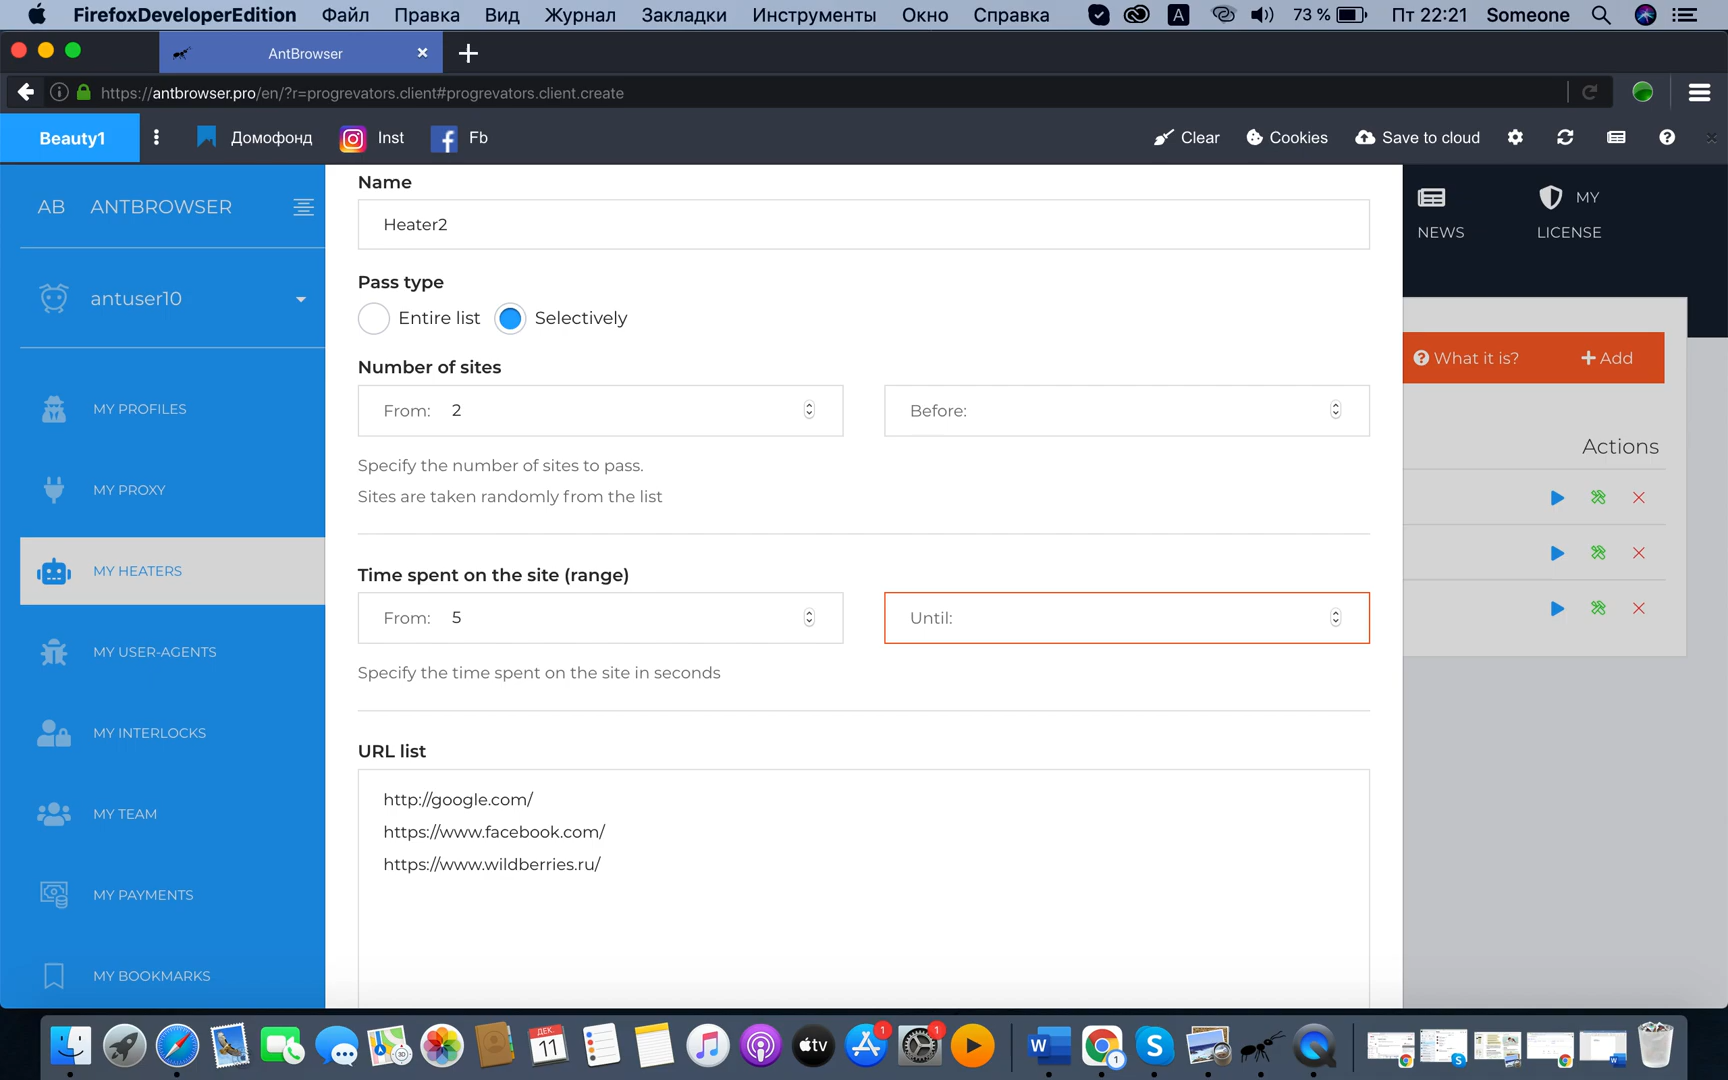 FirefoxDeveloperEdition Файл Правка Вид Журнал Закладки Инструменты Окно Справка A 73 % Пт 22:21 Someone
AntBrowser
https://antbrowser.pro/en/?r=progrevators.client#progrevators.client.create
Beauty1 Домофонд Inst Fb Clear Cookies Save to cloud
AB ANTBROWSER
antuser10
MY PROFILES
MY PROXY
MY HEATERS
MY USER-AGENTS
MY INTERLOCKS
MY TEAM
MY PAYMENTS
MY BOOKMARKS
Name
Heater2
Pass type
Entire list Selectively
Number of sites
From: 2 Before:
Specify the number of sites to pass.
Sites are taken randomly from the list
Time spent on the site (range)
From: 5 Until:
Specify the time spent on the site in seconds
URL list
http://google.com/
https://www.facebook.com/
https://www.wildberries.ru/
NEWS
MY LICENSE
What it is? Add
Actions
ДЕК
11
tv
1
1
W
1
S